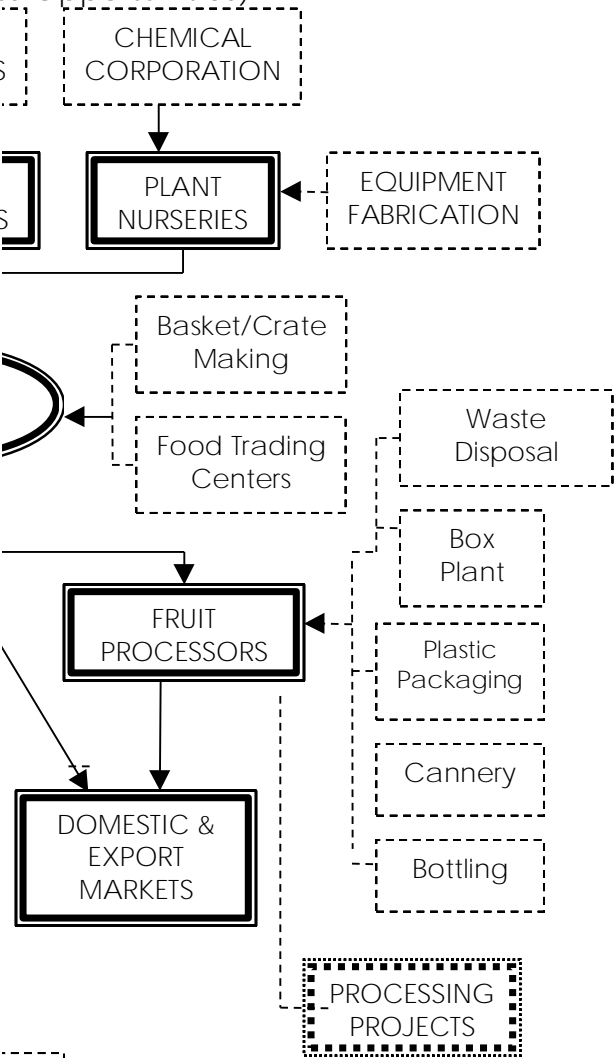 CHEMICAL
CORPORATION
PLANT
NURSERIES
EQUIPMENT
FABRICATION
Basket/Crate
Making
Food Trading
Centers
Waste
Disposal
Box
Plant
FRUIT
PROCESSORS
Plastic
Packaging
Cannery
DOMESTIC &
EXPORT
MARKETS
Bottling
PROCESSING
PROJECTS